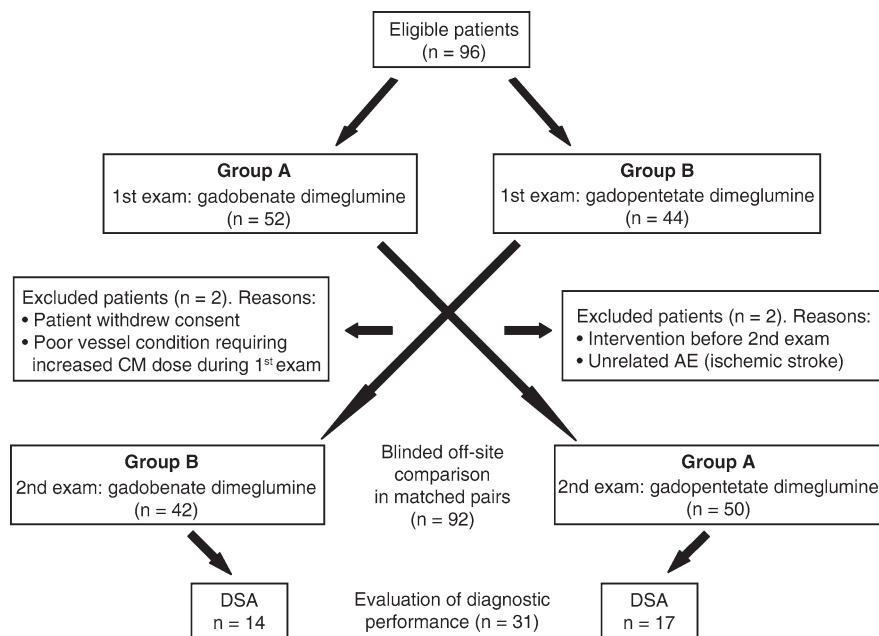 Eligible patients
(n = 96)
Group A
1st exam: gadobenate dimeglumine
(n = 52)
Group B
1st exam: gadopentetate dimeglumine
(n = 44)
Excluded patients (n = 2). Reasons:
• Patient withdrew consent
• Poor vessel condition requiring
increased CM dose during 1st exam
Excluded patients (n = 2). Reasons:
• Intervention before 2nd exam
• Unrelated AE (ischemic stroke)
Group B
2nd exam: gadobenate dimeglumine
(n = 42)
Blinded off-site
comparison
in matched pairs
(n = 92)
Group A
2nd exam: gadopentetate dimeglumine
(n = 50)
DSA
n = 14
Evaluation of diagnostic
performance (n = 31)
DSA
n = 17